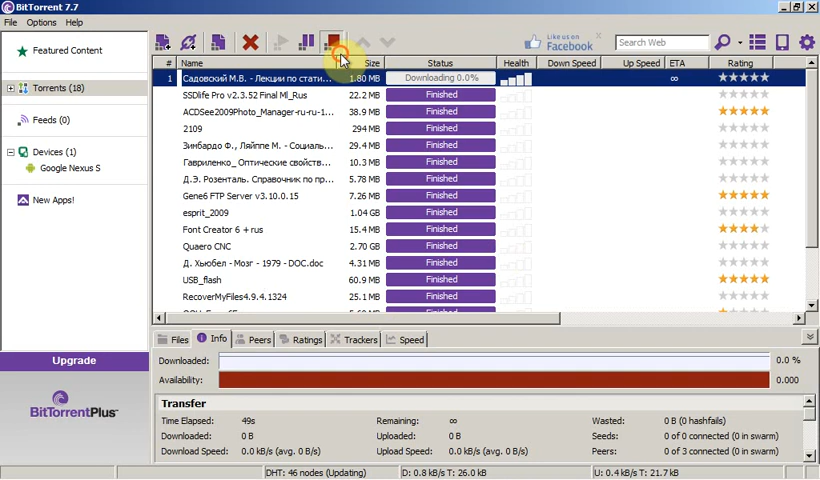 BitTorrent 7.7
File Options Help
Like us on
Facebook
Search Web
Featured Content
Torrents (18)
Feeds (0)
Devices (1)
Google Nexus S
New Apps!
# Name Size Status Health Down Speed Up Speed ETA Rating
1 Садовский М.В. - Лекции по стати... 1.80 MB Downloading 0.0% ∞
SSDlife Pro v2.3.52 Final Ml_Rus 22.2 MB Finished
ACDSee2009Photo_Manager-ru-ru-1... 38.9 MB Finished
2109 294 MB Finished
Зинбардо Ф., Ляйппе М. - Социаль... 29.4 MB Finished
Гавриленко_ Оптические свойств... 10.3 MB Finished
Д.Э. Розенталь. Справочник по пр... 5.78 MB Finished
Gene6 FTP Server v3.10.0.15 7.26 MB Finished
esprit_2009 1.04 GB Finished
Font Creator 6 + rus 15.4 MB Finished
Quaero CNC 2.70 GB Finished
Д. Хьюбел - Мозг - 1979 - DOC.doc 4.31 MB Finished
USB_flash 60.9 MB Finished
RecoverMyFiles4.9.4.1324 25.1 MB Finished
Files Info Peers Ratings Trackers Speed
Upgrade
BitTorrentPlus
Downloaded: 0.0 %
Availability: 0.000
Transfer
Time Elapsed: 49s Remaining: ∞ Wasted: 0 B (0 hashfails)
Downloaded: 0 B Uploaded: 0 B Seeds: 0 of 0 connected (0 in swarm)
Download Speed: 0.0 kB/s (avg. 0 B/s) Upload Speed: 0.0 kB/s (avg. 0 B/s) Peers: 0 of 3 connected (0 in swarm)
DHT: 46 nodes (Updating) D: 0.8 kB/s T: 26.0 kB U: 0.4 kB/s T: 21.7 kB